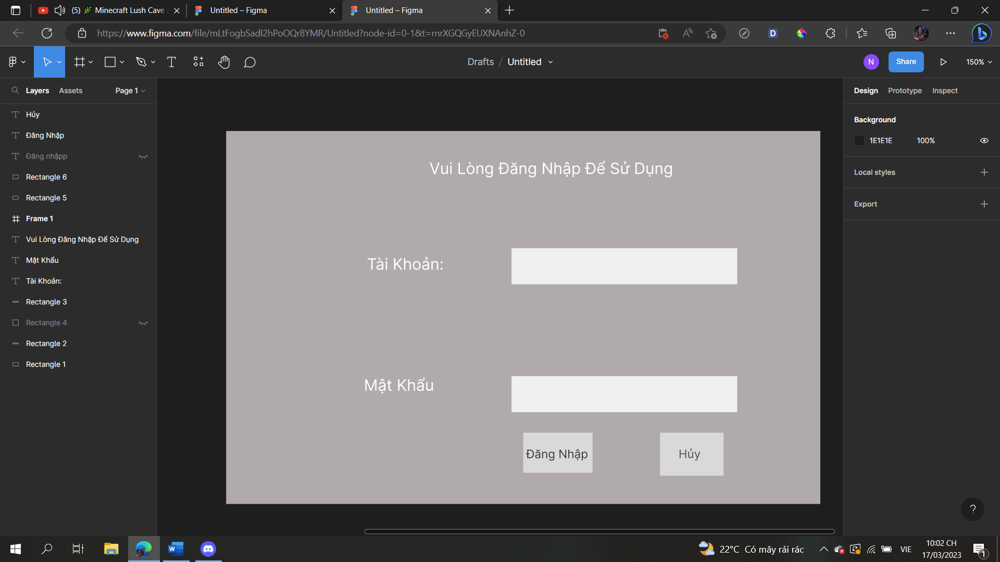 (5) Minecraft Lush Cave
Untitled – Figma
Untitled – Figma
https://www.figma.com/file/mLtFogbSadI2hPoOQr8YMR/Untitled?node-id=0-1&t=rnrXGQGyEUXNAnhZ-0
Drafts / Untitled
N
Share
150%
Layers
Assets
Page 1
Hủy
Đăng Nhập
Đăng nhậpp
Rectangle 6
Rectangle 5
Frame 1
Vui Lòng Đăng Nhập Để Sử Dụng
Mật Khẩu
Tài Khoản:
Rectangle 3
Rectangle 4
Rectangle 2
Rectangle 1
Vui Lòng Đăng Nhập Để Sử Dụng
Tài Khoản:
Mật Khẩu
Đăng Nhập
Hủy
Design
Prototype
Inspect
Background
1E1E1E
100%
Local styles
Export
?
22°C Có mây rải rác
VIE
10:02 CH
17/03/2023
1